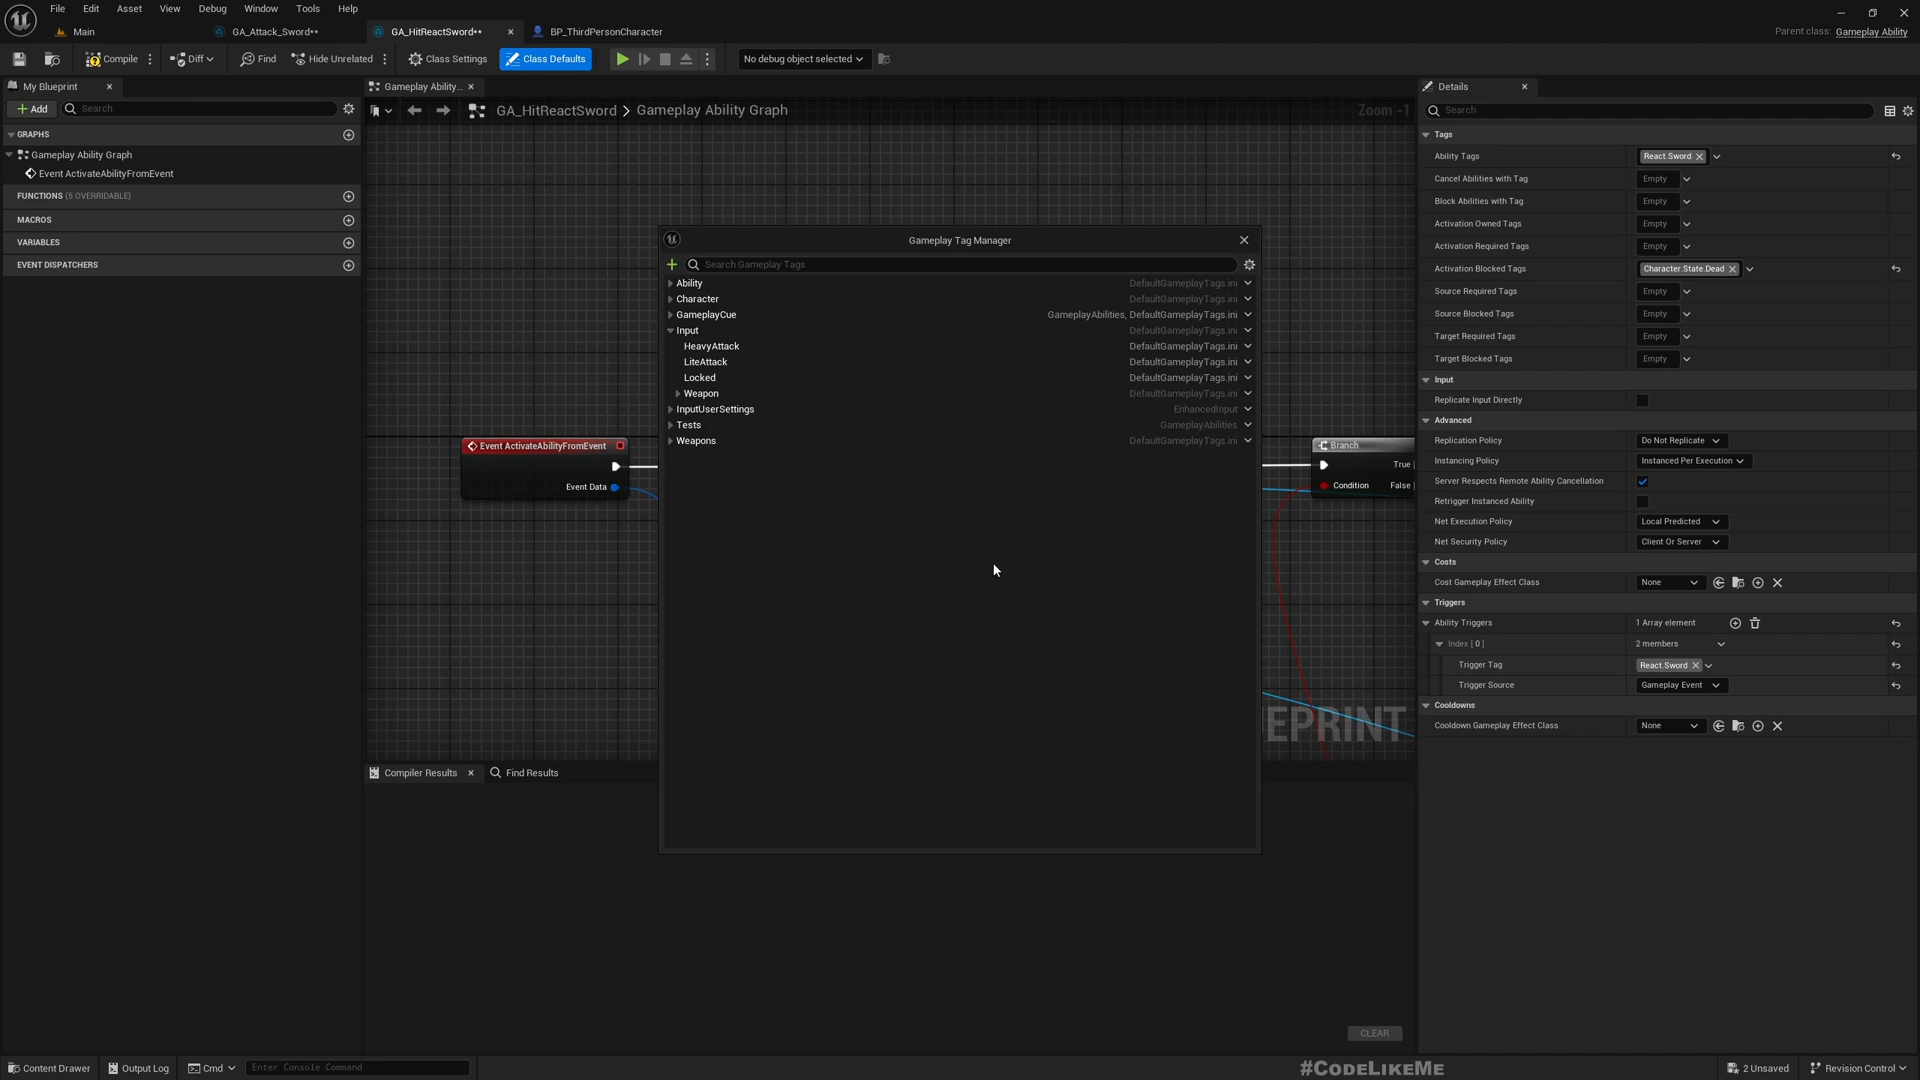 File Edit Asset View Debug Window Tools Help
Main GA_Attack_Sword** GA_HitReactSword** BP_ThirdPersonCharacter
Parent class: Gameplay Ability
Compile Diff Find Hide Unrelated Class Settings Class Defaults No debug object selected
My Blueprint
Add Search
GRAPHS
Gameplay Ability Graph
Event ActivateAbilityFromEvent
FUNCTIONS (5 OVERRIDABLE)
MACROS
VARIABLES
EVENT DISPATCHERS
Gameplay Ability...
GA_HitReactSword > Gameplay Ability Graph
Zoom -1
Event ActivateAbilityFromEvent
Event Data
Branch
True
Condition False
EPRINT
Gameplay Tag Manager
Search Gameplay Tags
Ability DefaultGameplayTags.ini
Character DefaultGameplayTags.ini
GameplayCue GameplayAbilities, DefaultGameplayTags.ini
Input DefaultGameplayTags.ini
HeavyAttack DefaultGameplayTags.ini
LiteAttack DefaultGameplayTags.ini
Locked DefaultGameplayTags.ini
Weapon DefaultGameplayTags.ini
InputUserSettings EnhancedInput
Tests GameplayAbilities
Weapons DefaultGameplayTags.ini
Compiler Results Find Results
CLEAR
Details
Search
Tags
Ability Tags React.Sword
Cancel Abilities with Tag Empty
Block Abilities with Tag Empty
Activation Owned Tags Empty
Activation Required Tags Empty
Activation Blocked Tags Character.State.Dead
Source Required Tags Empty
Source Blocked Tags Empty
Target Required Tags Empty
Target Blocked Tags Empty
Input
Replicate Input Directly
Advanced
Replication Policy Do Not Replicate
Instancing Policy Instanced Per Execution
Server Respects Remote Ability Cancellation
Retrigger Instanced Ability
Net Execution Policy Local Predicted
Net Security Policy Client Or Server
Costs
Cost Gameplay Effect Class None
Triggers
Ability Triggers 1 Array element
Index [ 0 ] 2 members
Trigger Tag React.Sword
Trigger Source Gameplay Event
Cooldowns
Cooldown Gameplay Effect Class None
Content Drawer Output Log Cmd Enter Console Command #CODELIKEME 2 Unsaved Revision Control